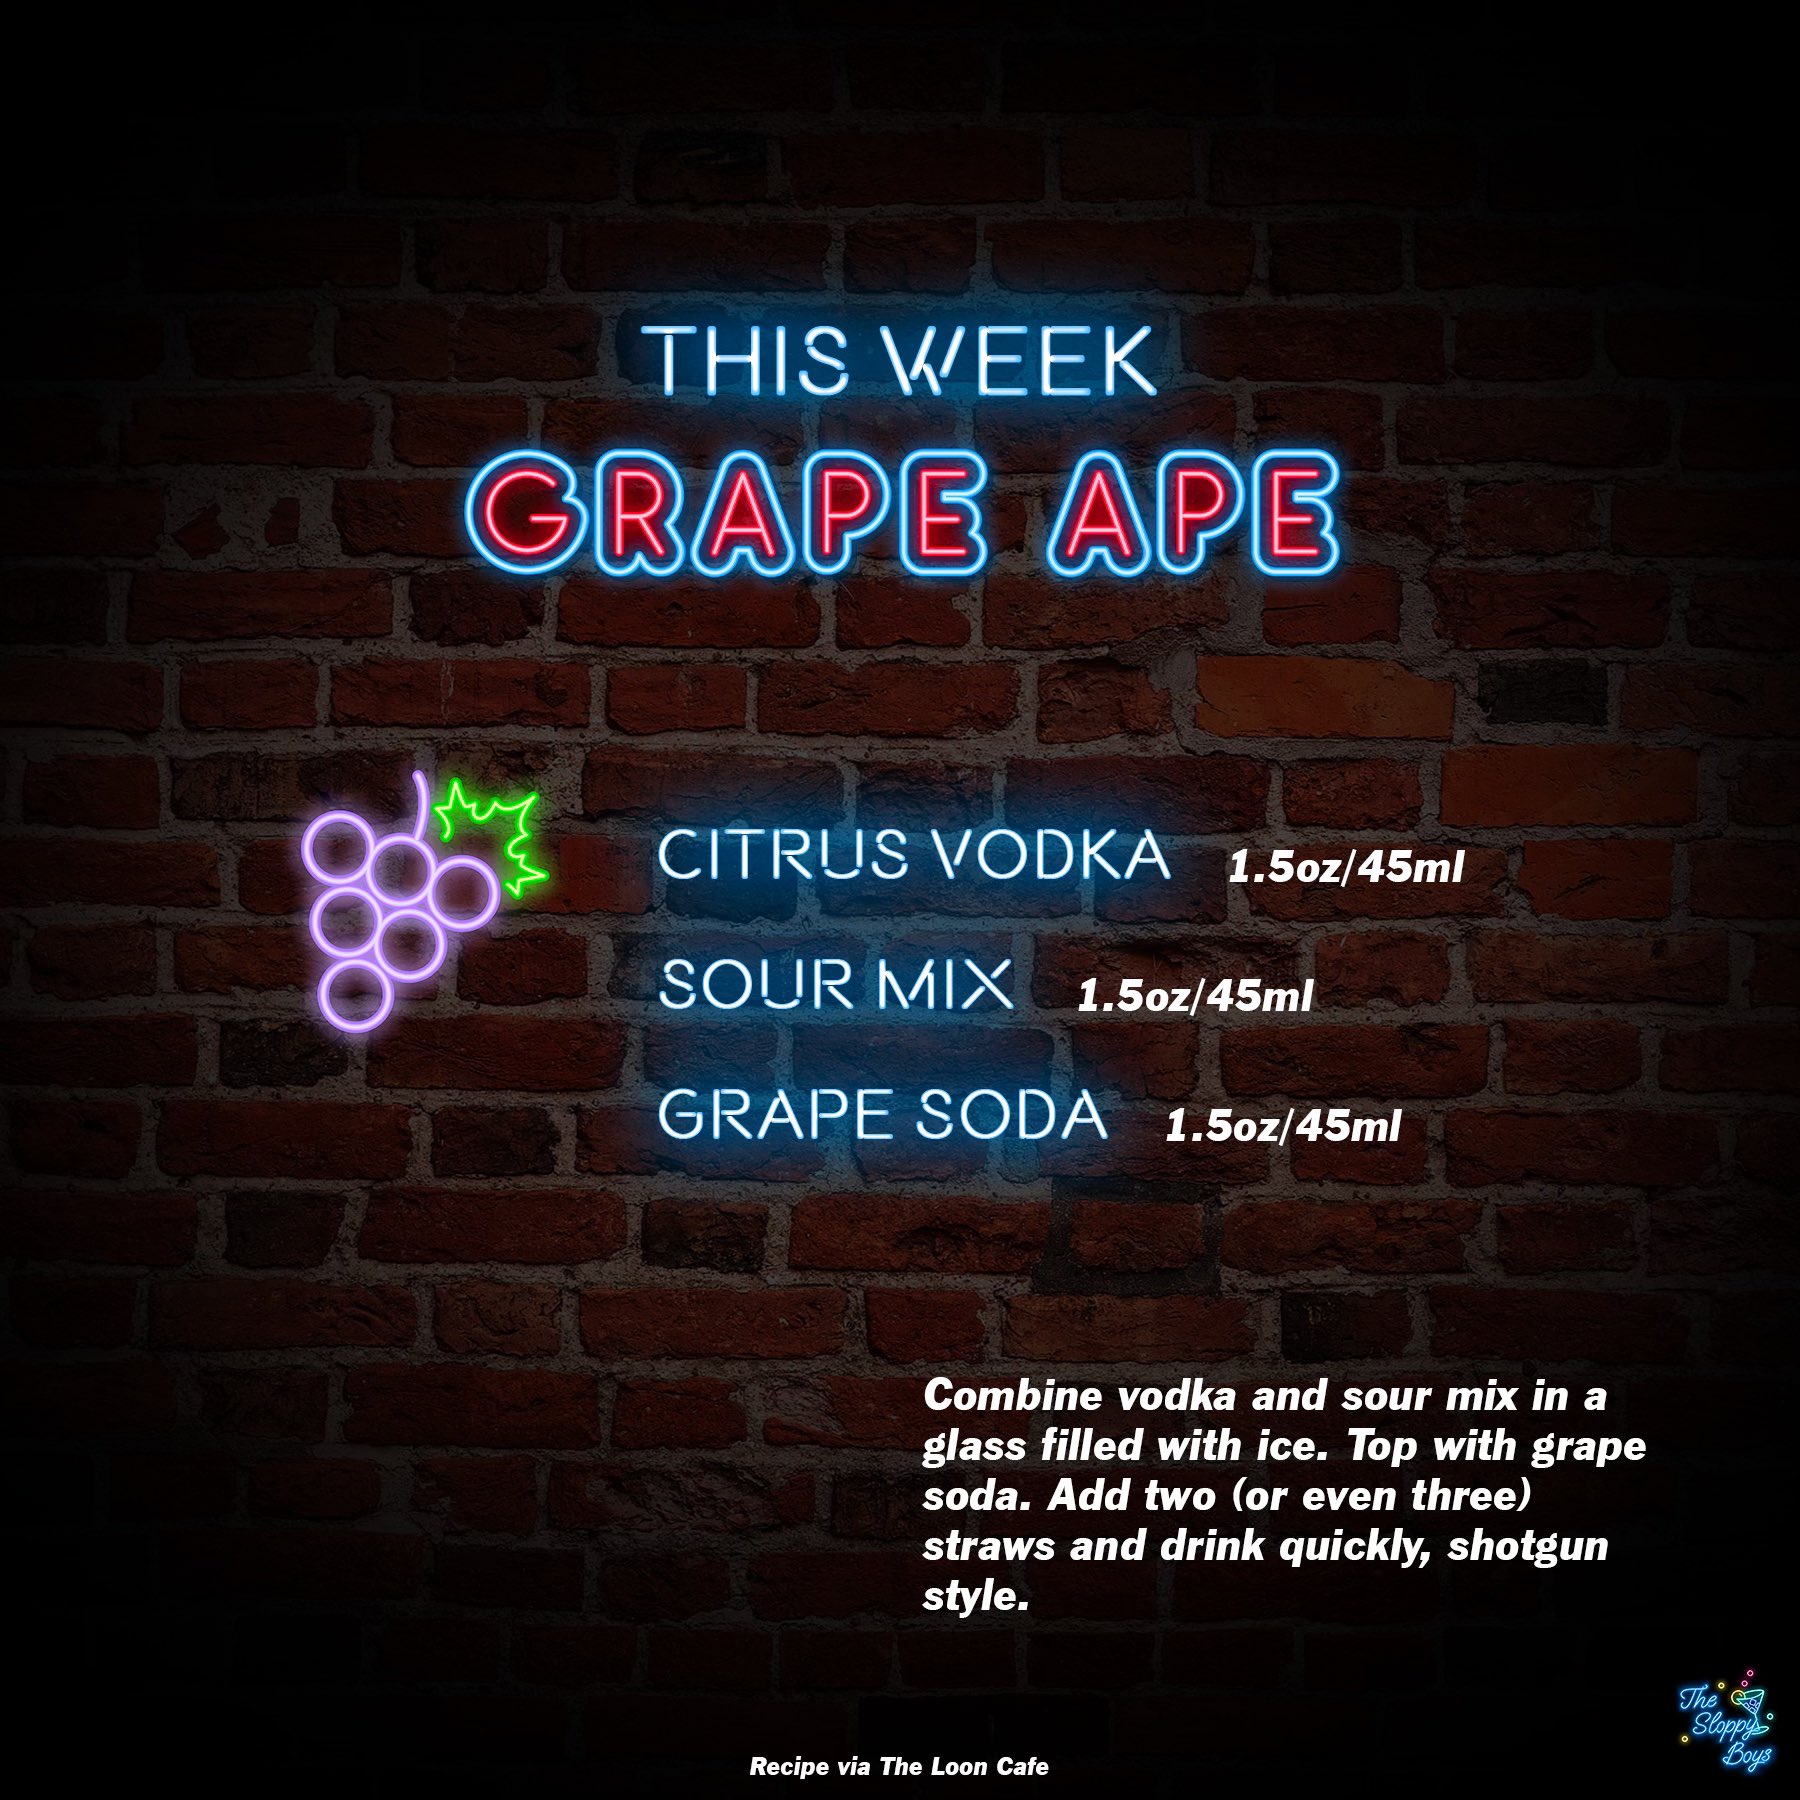 THIS WEEK
GRAPE APE
CITRUS VODKA 1.5oz/45ml
SOUR MIX 1.5oz/45ml
GRAPE SODA 1.5oz/45ml
Combine vodka and sour mix in a
glass filled with ice. Top with grape
soda. Add two (or even three)
straws and drink quickly, shotgun
style.
The
Sloppy
Boys
Recipe via The Loon Cafe